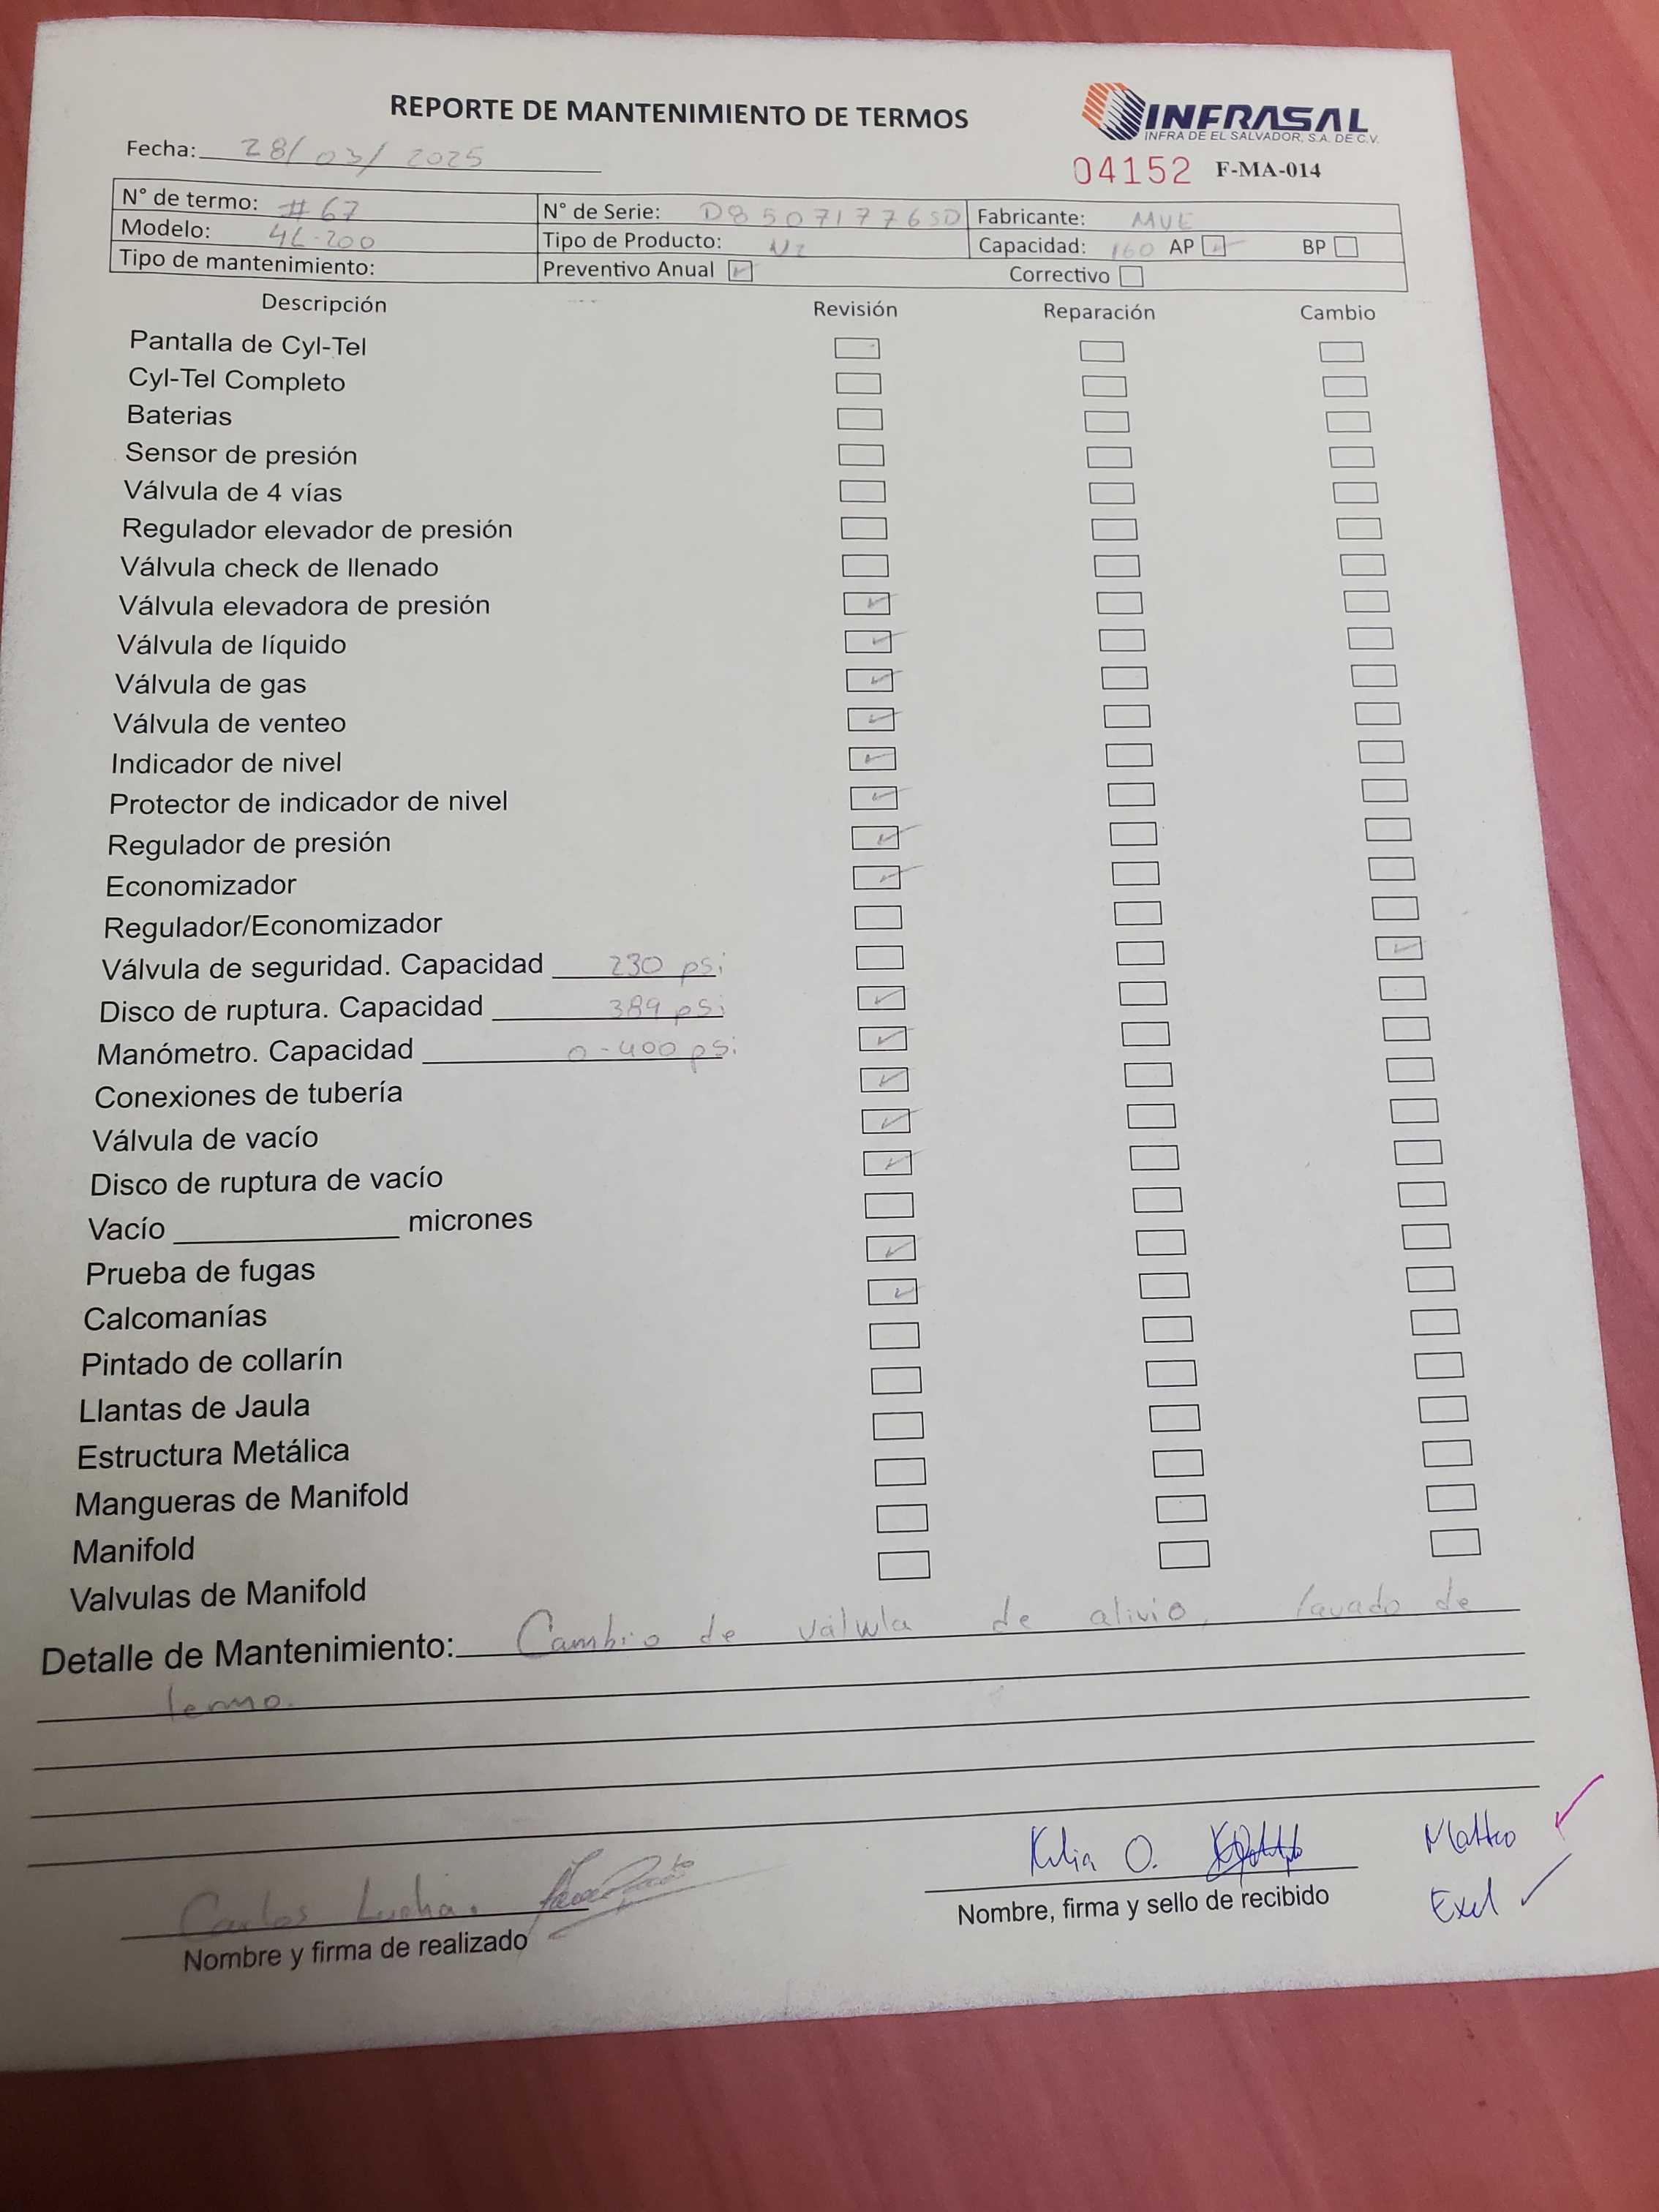 REPORTE DE MANTENIMIENTO DE TERMOS
INFRASAL
INFRA DE EL SALVADOR, S.A. DE C.V.
Fecha: 28/03/2025
04152 F-MA-014
N° de termo: #67 N° de Serie: D850717765D Fabricante: MVE
Modelo: 4L-200 Tipo de Producto: N2 Capacidad: 160 AP ✓ BP
Tipo de mantenimiento: Preventivo Anual ✓ Correctivo
Descripción Revisión Reparación Cambio
Pantalla de Cyl-Tel
Cyl-Tel Completo
Baterias
Sensor de presión
Válvula de 4 vías
Regulador elevador de presión
Válvula check de llenado
Válvula elevadora de presión ✓
Válvula de líquido ✓
Válvula de gas ✓
Válvula de venteo ✓
Indicador de nivel ✓
Protector de indicador de nivel ✓
Regulador de presión ✓
Economizador ✓
Regulador/Economizador
Válvula de seguridad. Capacidad 230 psi ✓
Disco de ruptura. Capacidad 389 psi ✓
Manómetro. Capacidad 0-400 psi ✓
Conexiones de tubería ✓
Válvula de vacío ✓
Disco de ruptura de vacío ✓
Vacío micrones
Prueba de fugas ✓
Calcomanías ✓
Pintado de collarín
Llantas de Jaula
Estructura Metálica
Mangueras de Manifold
Manifold
Valvulas de Manifold
Detalle de Mantenimiento: Cambio de válvula de alivio, lavado de
termo.
Carlos
Nombre y firma de realizado
Kilia O.
Nombre, firma y sello de recibido
Matteo ✓
Exel ✓